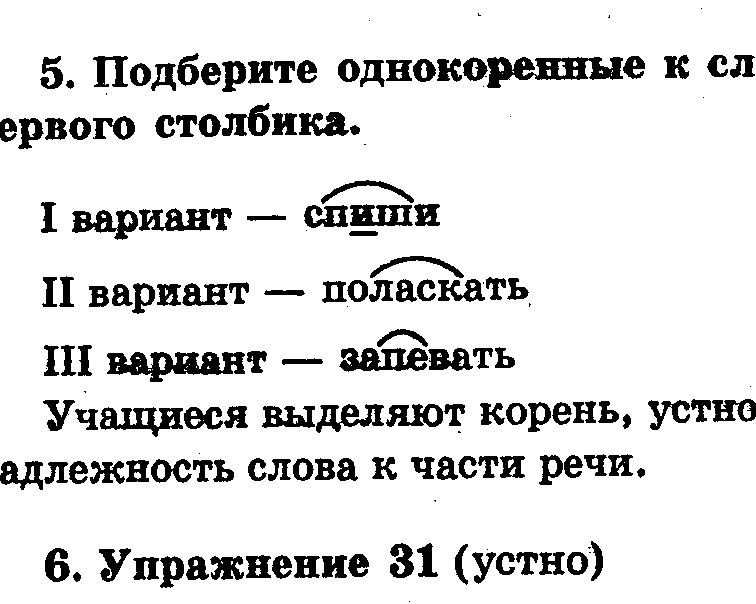 5. Подберите однокоренные к сл
ервого столбика.
I вариант — спиши
II вариант — поласкать
III вариант — запевать
Учащиеся выделяют корень, устно
адлежность слова к части речи.
6. Упражнение 31 (устно)